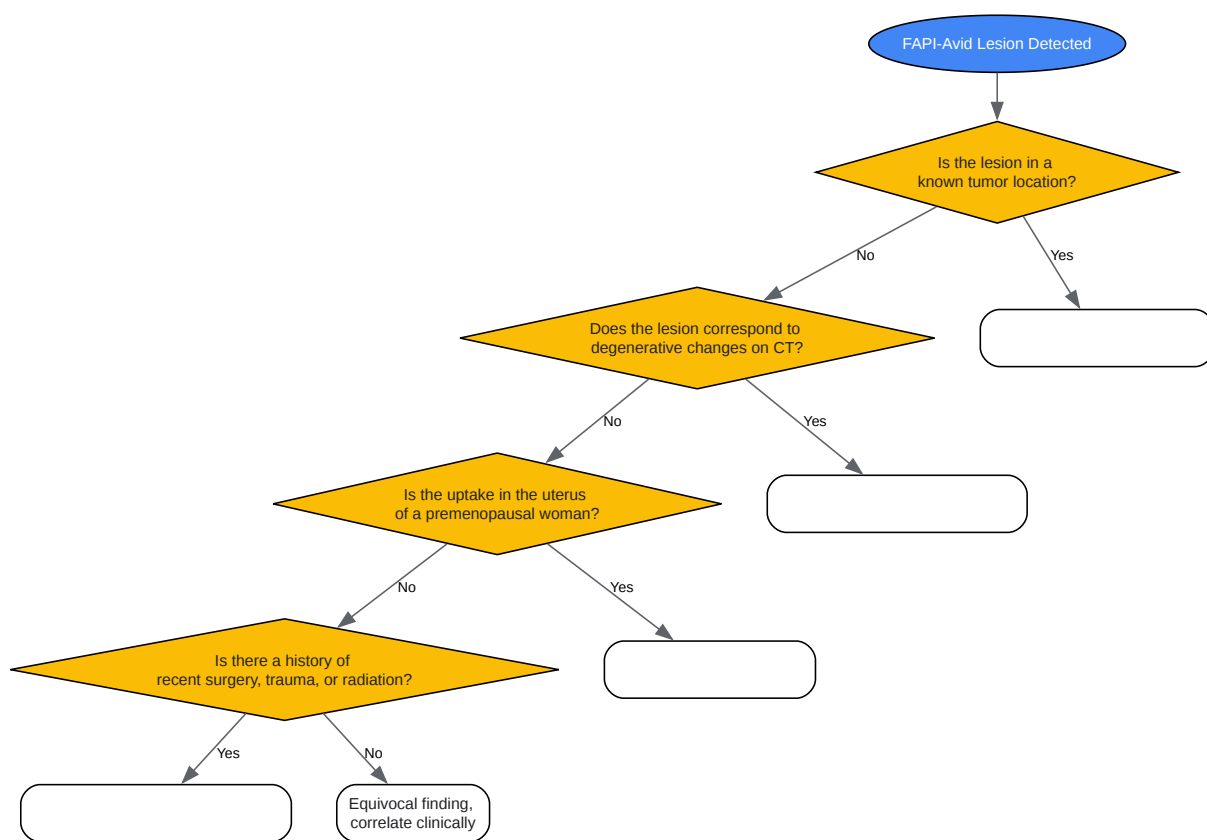 FAPI-Avid Lesion Detected
Is the lesion in a
known tumor location?
No
Yes
Does the lesion correspond to
degenerative changes on CT?
No
Yes
Is the uptake in the uterus
of a premenopausal woman?
No
Yes
Is there a history of
recent surgery, trauma, or radiation?
Yes
No
Equivocal finding,
correlate clinically